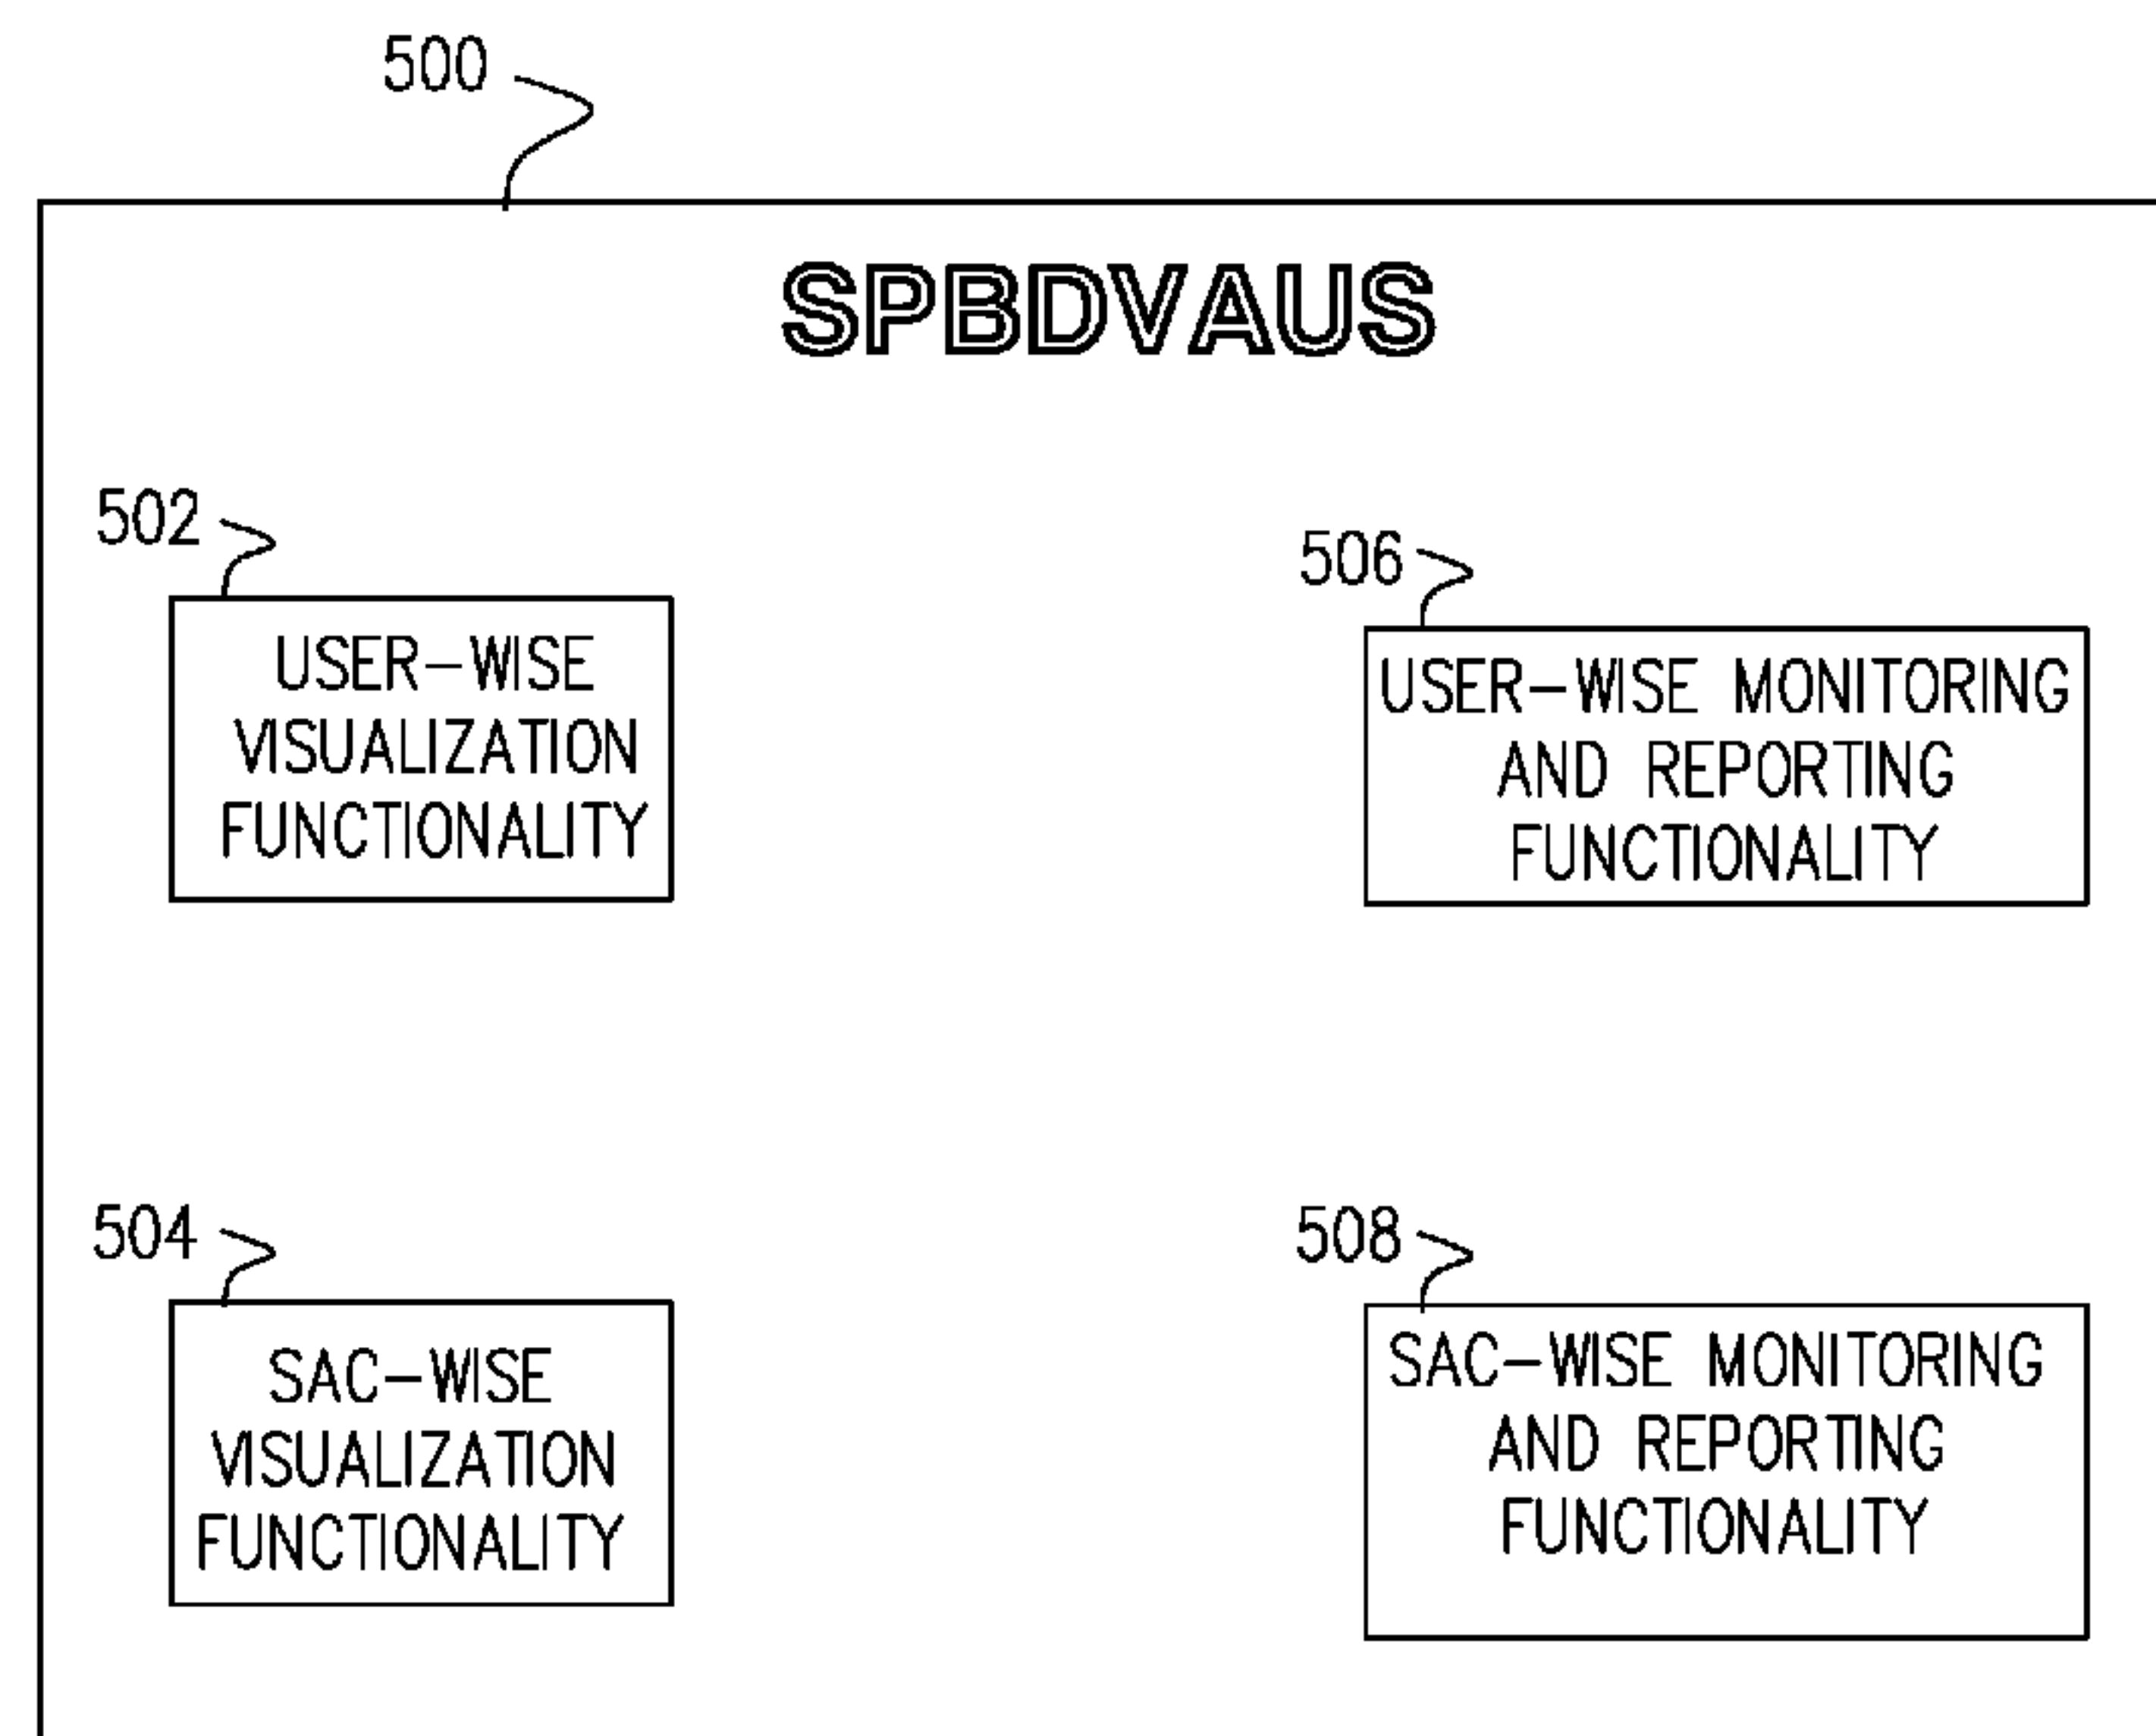 500
SPBDVAUS
502
USER-WISE
VISUALIZATION
FUNCTIONALITY
506
USER-WISE MONITORING
AND REPORTING
FUNCTIONALITY
504
SAC-WISE
VISUALIZATION
FUNCTIONALITY
508
SAC-WISE MONITORING
AND REPORTING
FUNCTIONALITY